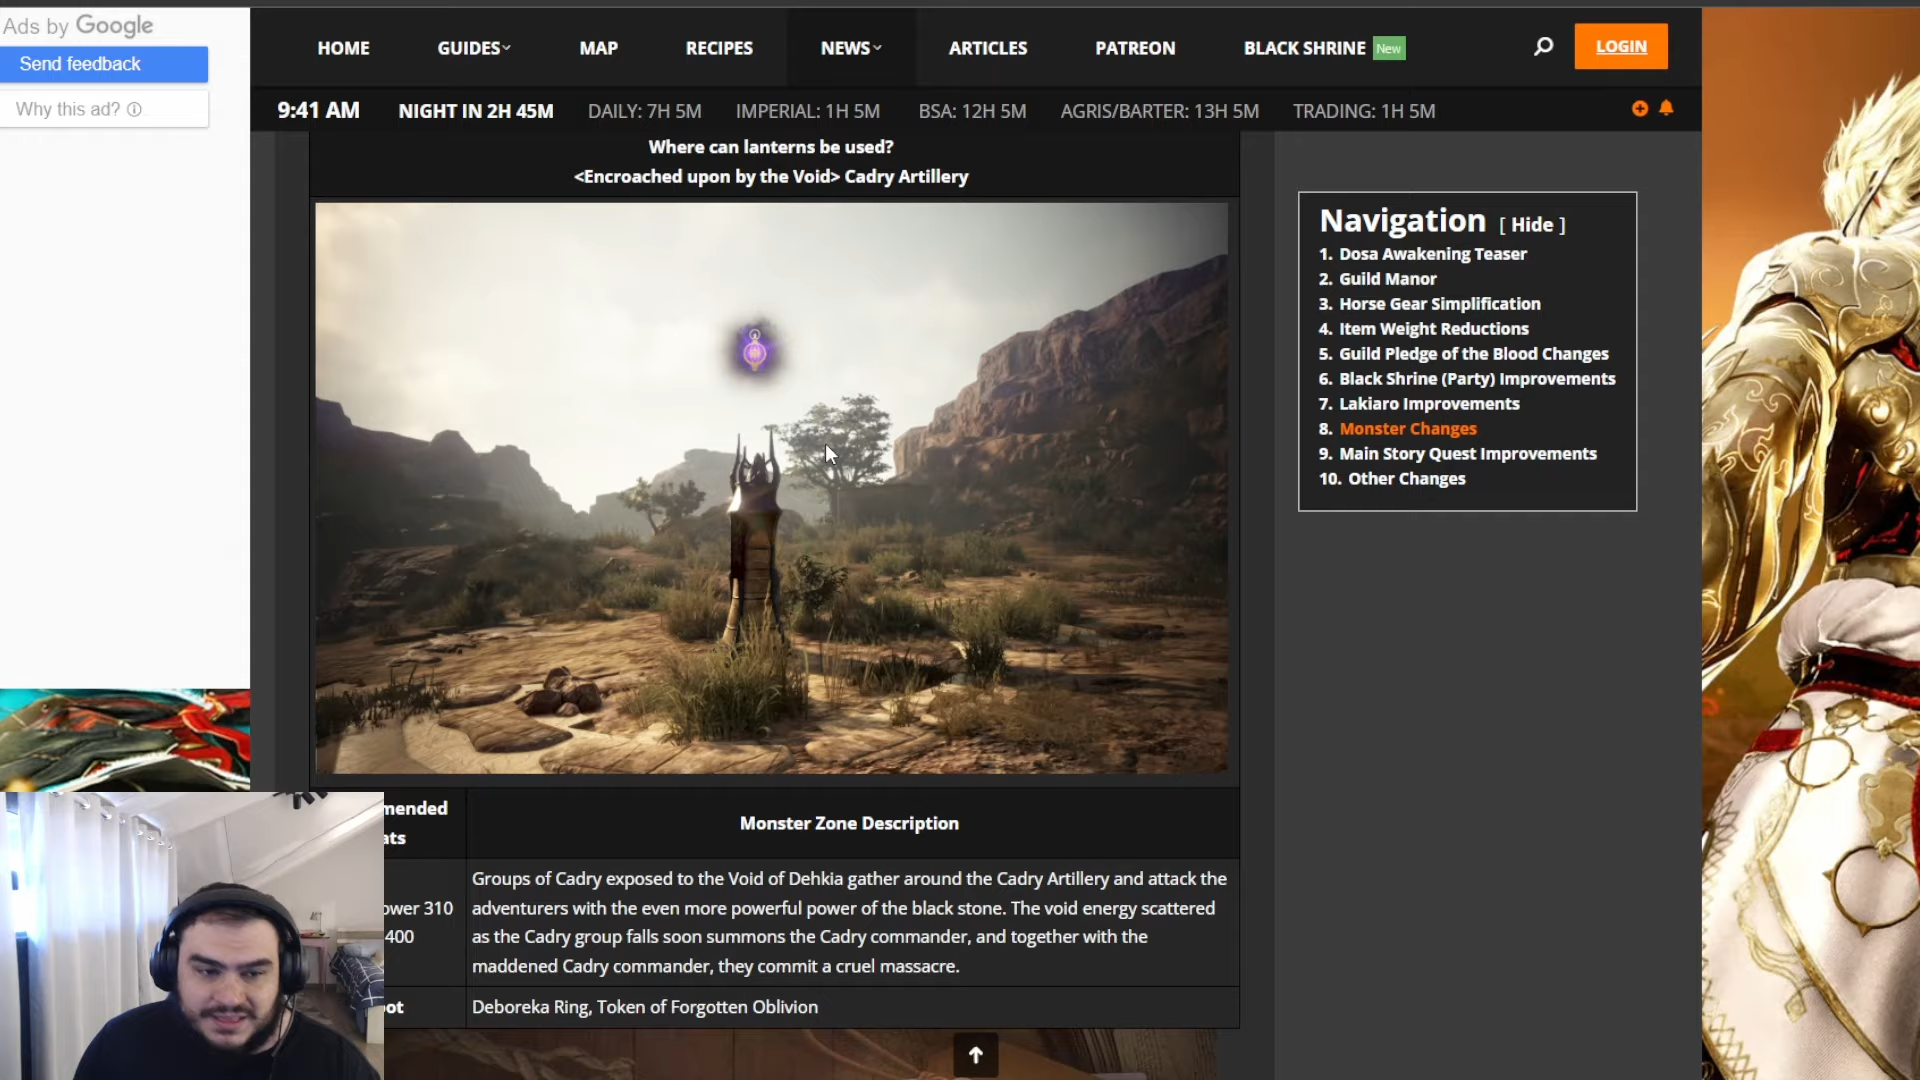 Ads by Google
Send feedback
Why this ad?
HOME GUIDES MAP RECIPES NEWS ARTICLES PATREON BLACK SHRINE New LOGIN
9:41 AM NIGHT IN 2H 45M DAILY: 7H 5M IMPERIAL: 1H 5M BSA: 12H 5M AGRIS/BARTER: 13H 5M TRADING: 1H 5M
Where can lanterns be used?
<Encroached upon by the Void> Cadry Artillery
Navigation [ Hide ]
1. Dosa Awakening Teaser
2. Guild Manor
3. Horse Gear Simplification
4. Item Weight Reductions
5. Guild Pledge of the Blood Changes
6. Black Shrine (Party) Improvements
7. Lakiaro Improvements
8. Monster Changes
9. Main Story Quest Improvements
10. Other Changes
mended
ats
Monster Zone Description
ower 310
400
Groups of Cadry exposed to the Void of Dehkia gather around the Cadry Artillery and attack the
adventurers with the even more powerful power of the black stone. The void energy scattered
as the Cadry group falls soon summons the Cadry commander, and together with the
maddened Cadry commander, they commit a cruel massacre.
ot
Deboreka Ring, Token of Forgotten Oblivion